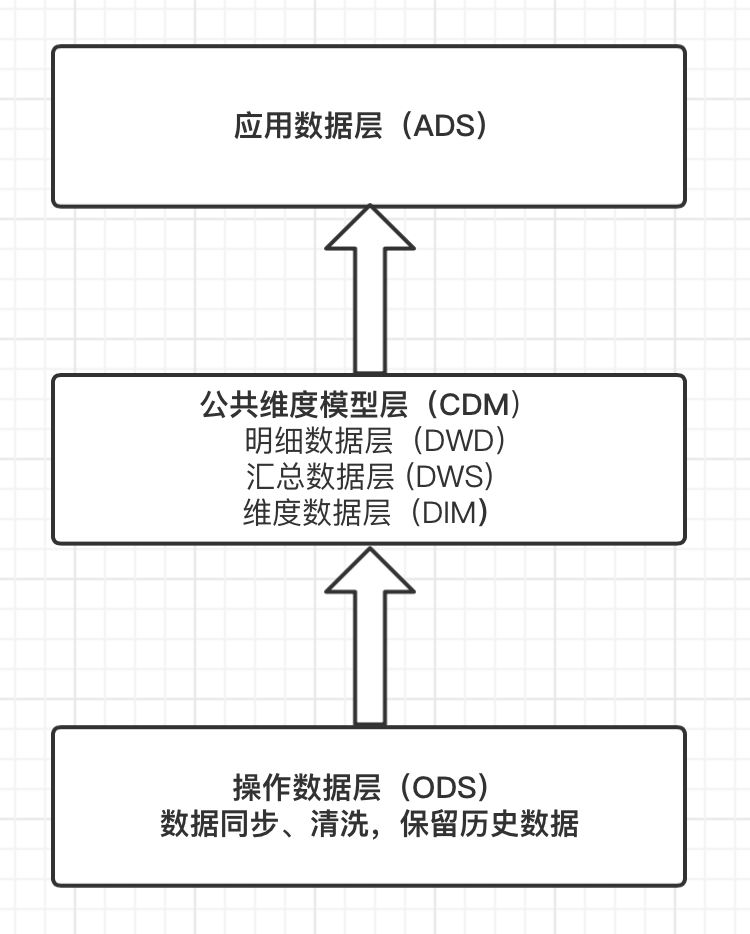 应用数据层（ADS）
公共维度模型层（CDM）
明细数据层（DWD）
汇总数据层 (DWS）
维度数据层（DIM）
操作数据层（ODS）
数据同步、清洗，保留历史数据